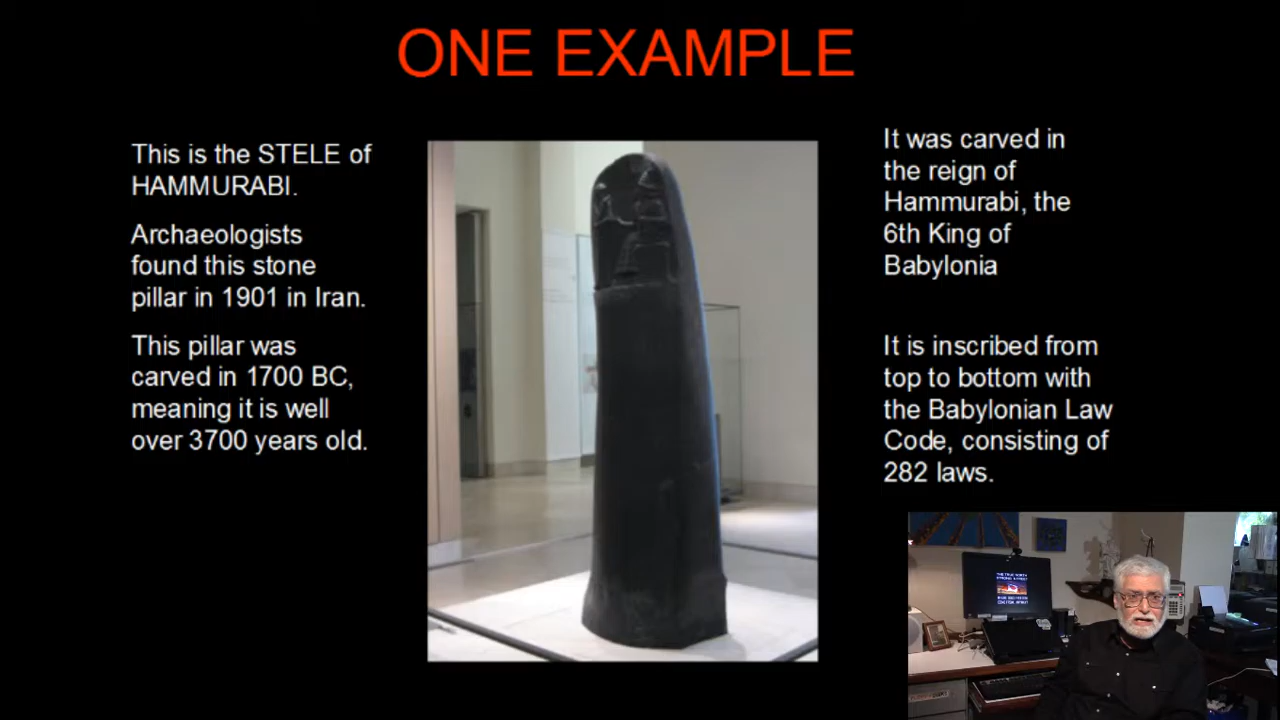 ONE EXAMPLE
This is the STELE of
HAMMURABI.
Archaeologists
found this stone
pillar in 1901 in Iran.
This pillar was
carved in 1700 BC,
meaning it is well
over 3700 years old.
It was carved in
the reign of
Hammurabi, the
6th King of
Babylonia
It is inscribed from
top to bottom with
the Babylonian Law
Code, consisting of
282 laws.
THE TRUE NORTH